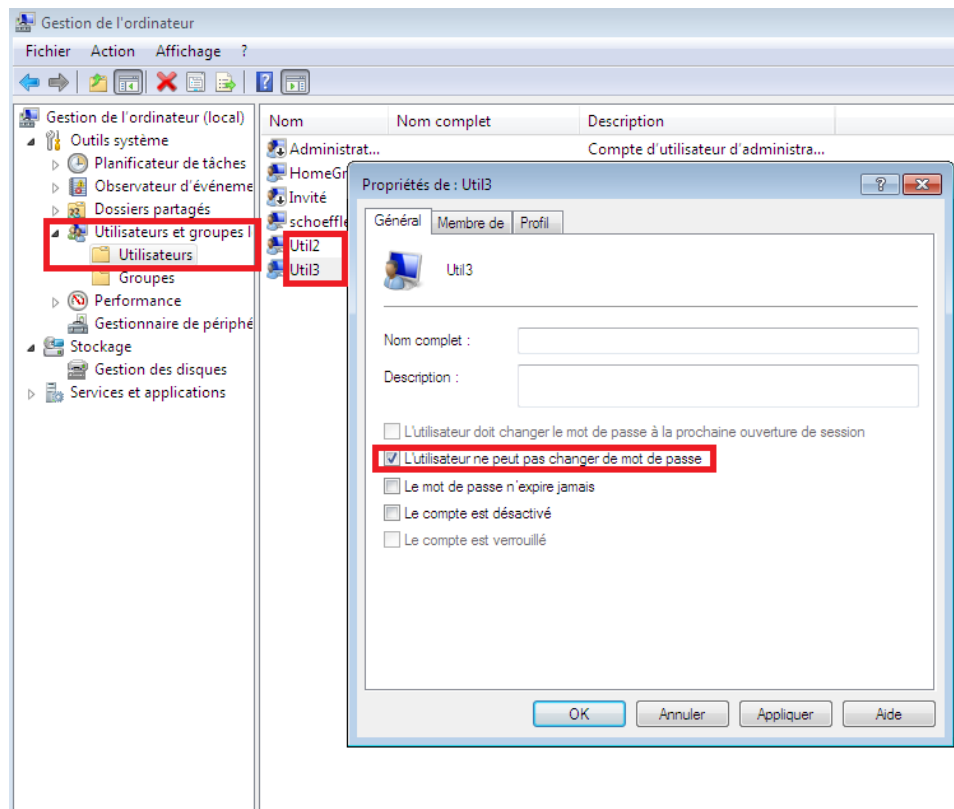 Gestion de l'ordinateur
Fichier Action Affichage ?
Gestion de l'ordinateur (local)
Outils système
Planificateur de tâches
Observateur d'événeme
Dossiers partagés
Utilisateurs et groupes l
Utilisateurs
Groupes
Performance
Gestionnaire de périphé
Stockage
Gestion des disques
Services et applications
Nom Nom complet Description
Administrat... Compte d'utilisateur d'administra...
HomeGr
Invité
schoeffle
Util2
Util3
Propriétés de : Util3
?
Général Membre de Profil
Util3
Nom complet :
Description :
L'utilisateur doit changer le mot de passe à la prochaine ouverture de session
L'utilisateur ne peut pas changer de mot de passe
Le mot de passe n'expire jamais
Le compte est désactivé
Le compte est verrouillé
OK Annuler Appliquer Aide